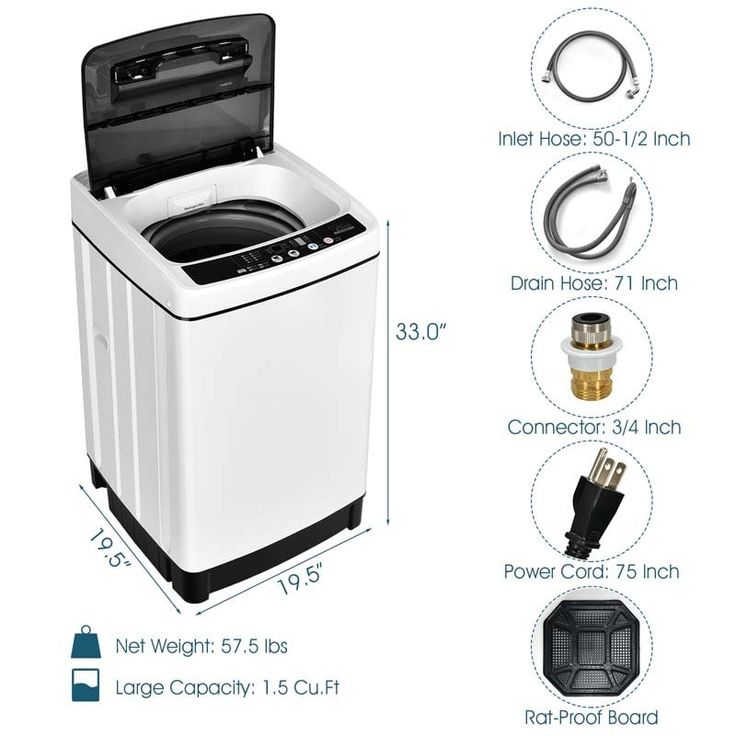 Inlet Hose: 50-1/2 Inch
Drain Hose: 71 Inch
33.0"
Connector: 3/4 Inch
Power Cord: 75 Inch
19.5"
19.5"
Net Weight: 57.5 lbs
Large Capacity: 1.5 Cu.Ft
Rat-Proof Board